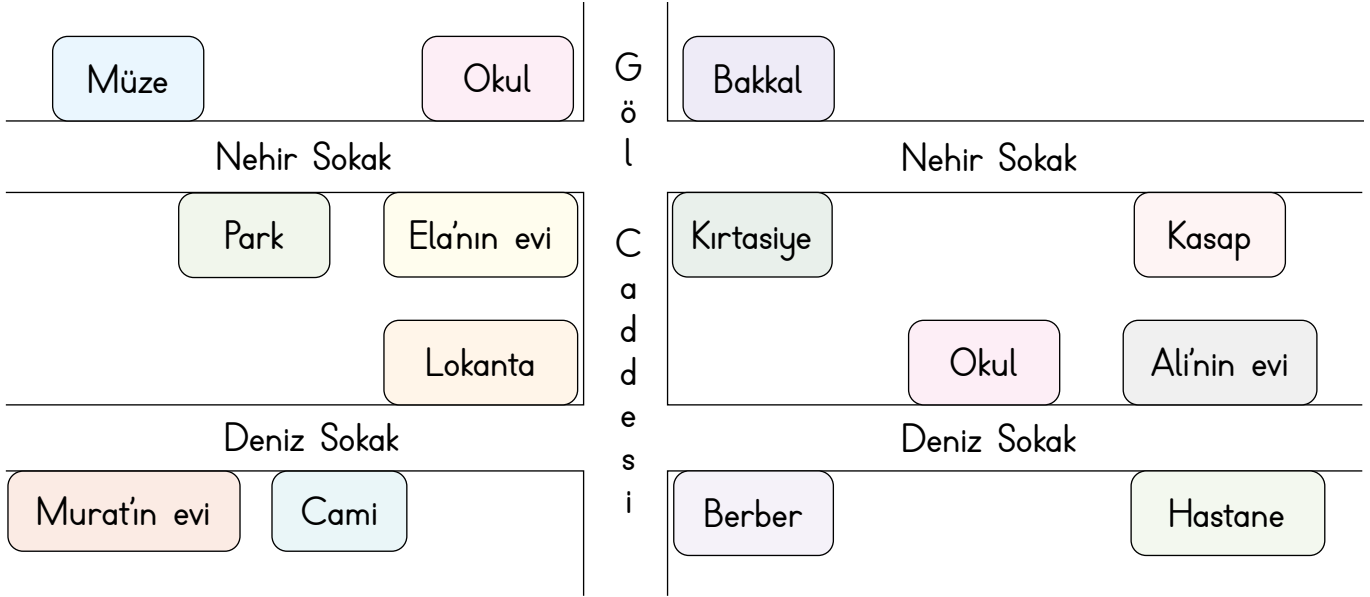 Müze
Okul
Göl Caddesi
Bakkal
Nehir Sokak
Nehir Sokak
Park
Ela'nın evi
Kırtasiye
Kasap
Lokanta
Okul
Ali'nin evi
Deniz Sokak
Deniz Sokak
Murat'ın evi
Cami
Berber
Hastane